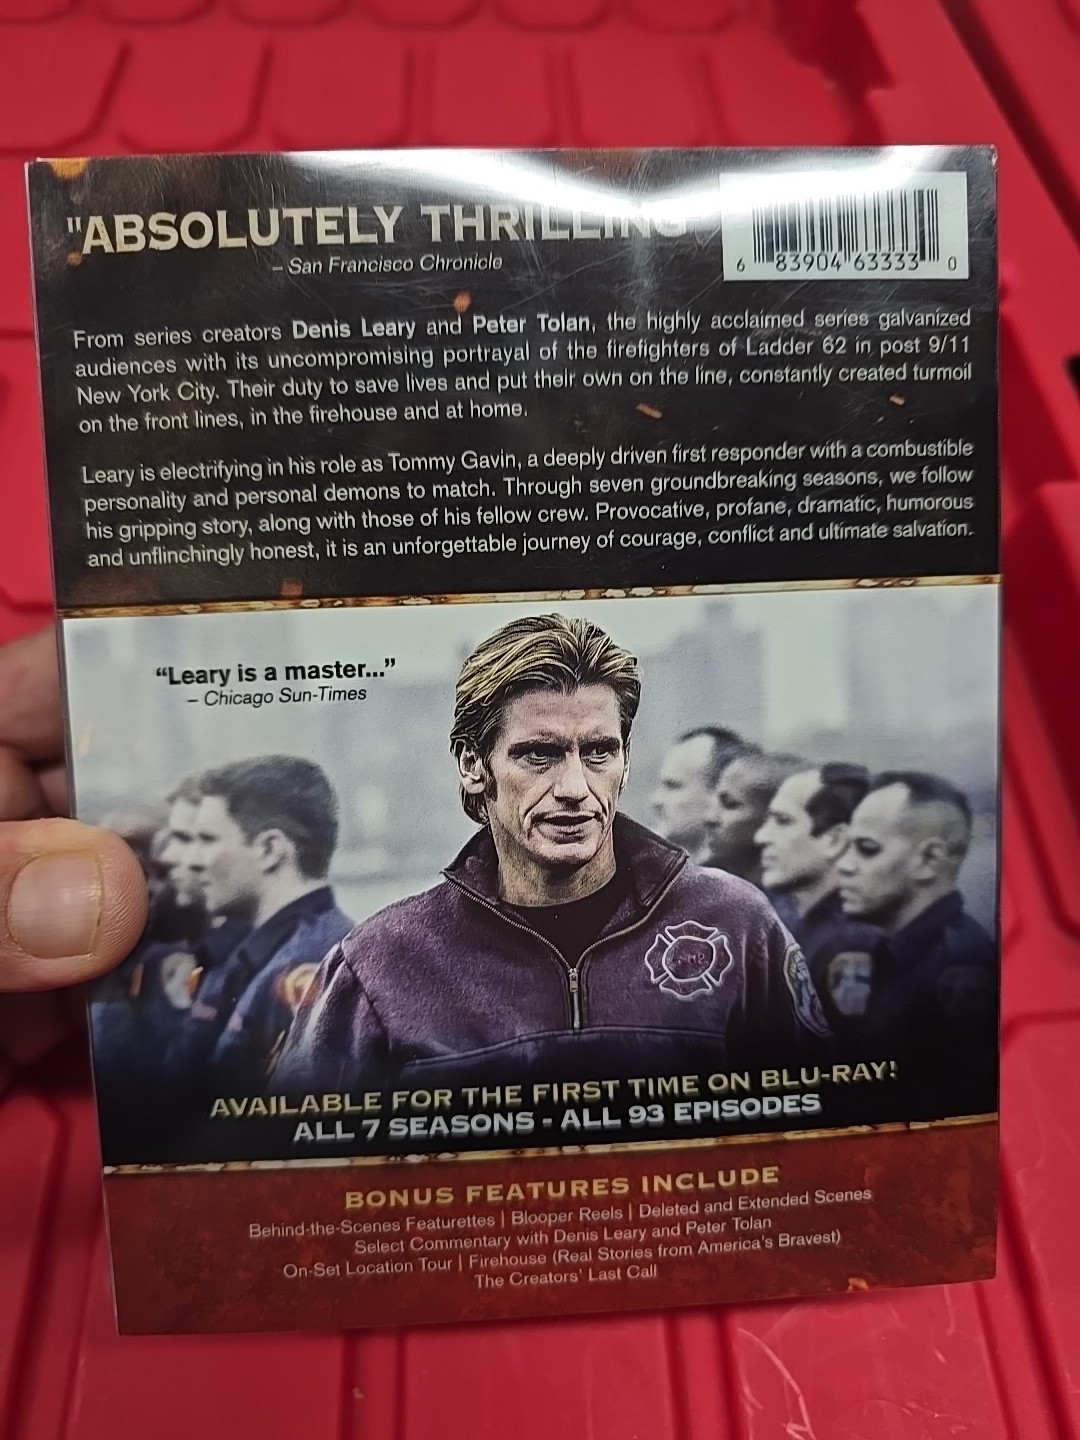 "ABSOLUTELY THRILLING"
– San Francisco Chronicle
6 83904 63333 0
From series creators Denis Leary and Peter Tolan, the highly acclaimed series galvanized
audiences with its uncompromising portrayal of the firefighters of Ladder 62 in post 9/11
New York City. Their duty to save lives and put their own on the line, constantly created turmoil
on the front lines, in the firehouse and at home.
Leary is electrifying in his role as Tommy Gavin, a deeply driven first responder with a combustible
personality and personal demons to match. Through seven groundbreaking seasons, we follow
his gripping story, along with those of his fellow crew. Provocative, profane, dramatic, humorous
and unflinchingly honest, it is an unforgettable journey of courage, conflict and ultimate salvation.
“Leary is a master...”
– Chicago Sun-Times
AVAILABLE FOR THE FIRST TIME ON BLU-RAY!
ALL 7 SEASONS - ALL 93 EPISODES
BONUS FEATURES INCLUDE
Behind-the-Scenes Featurettes | Blooper Reels | Deleted and Extended Scenes
Select Commentary with Denis Leary and Peter Tolan
On-Set Location Tour | Firehouse (Real Stories from America's Bravest)
The Creators' Last Call